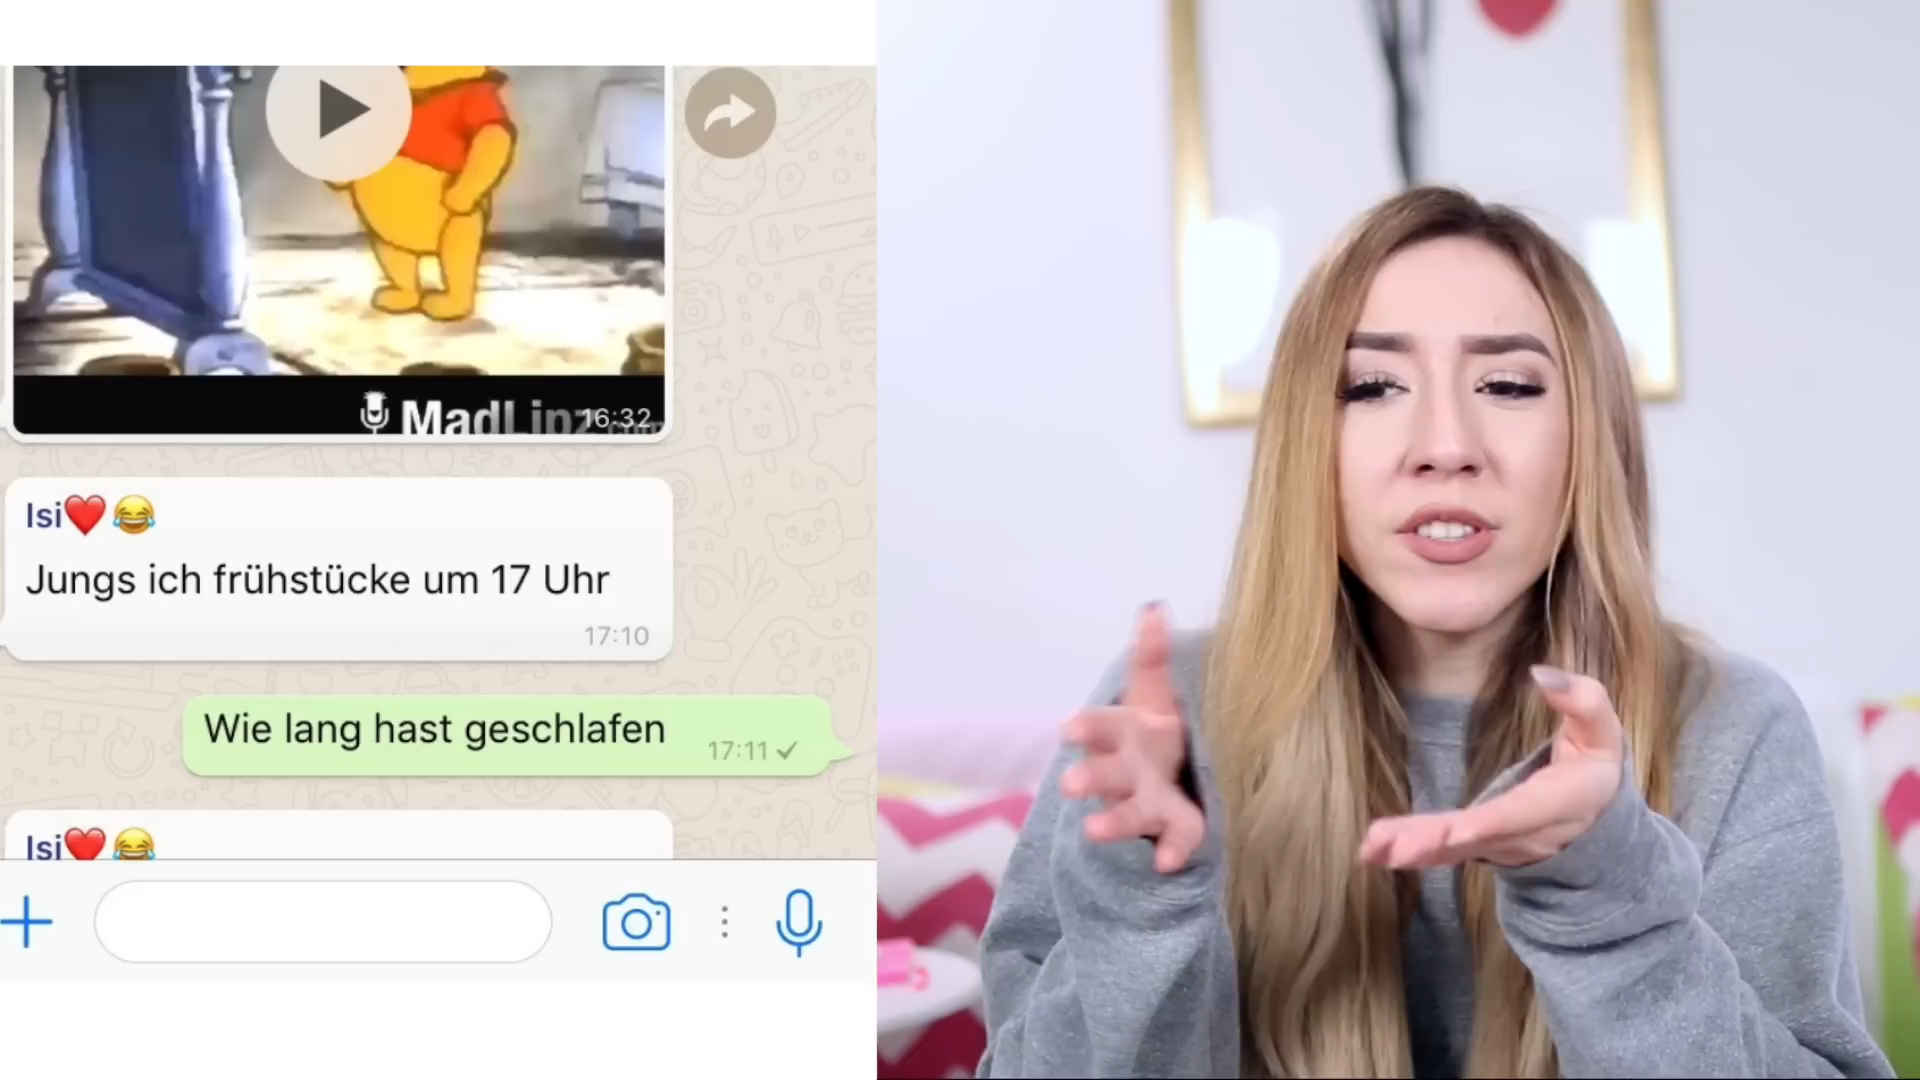 MadLipz
16:32
Isi❤️😂
Jungs ich frühstücke um 17 Uhr
17:10
Wie lang hast geschlafen
17:11
Isi❤️😂